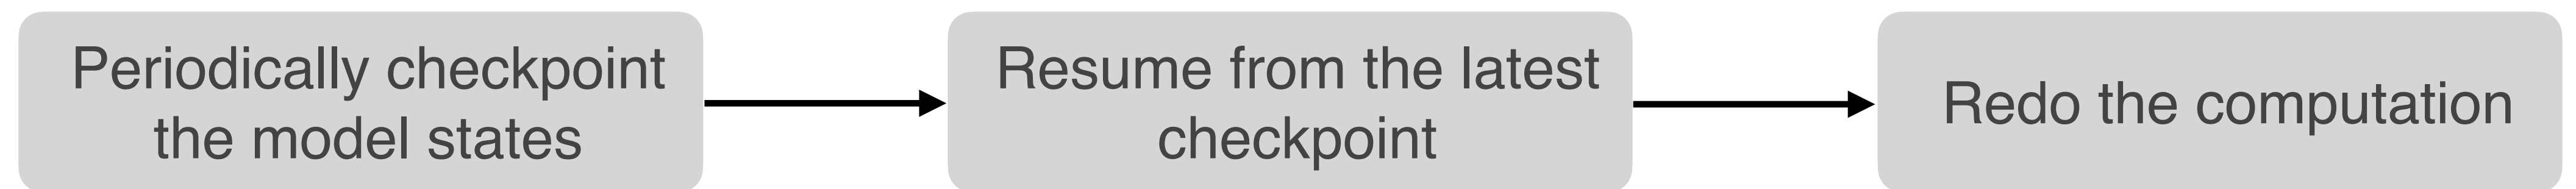 Periodically checkpoint
the model states
Resume from the latest
checkpoint
Redo the computation